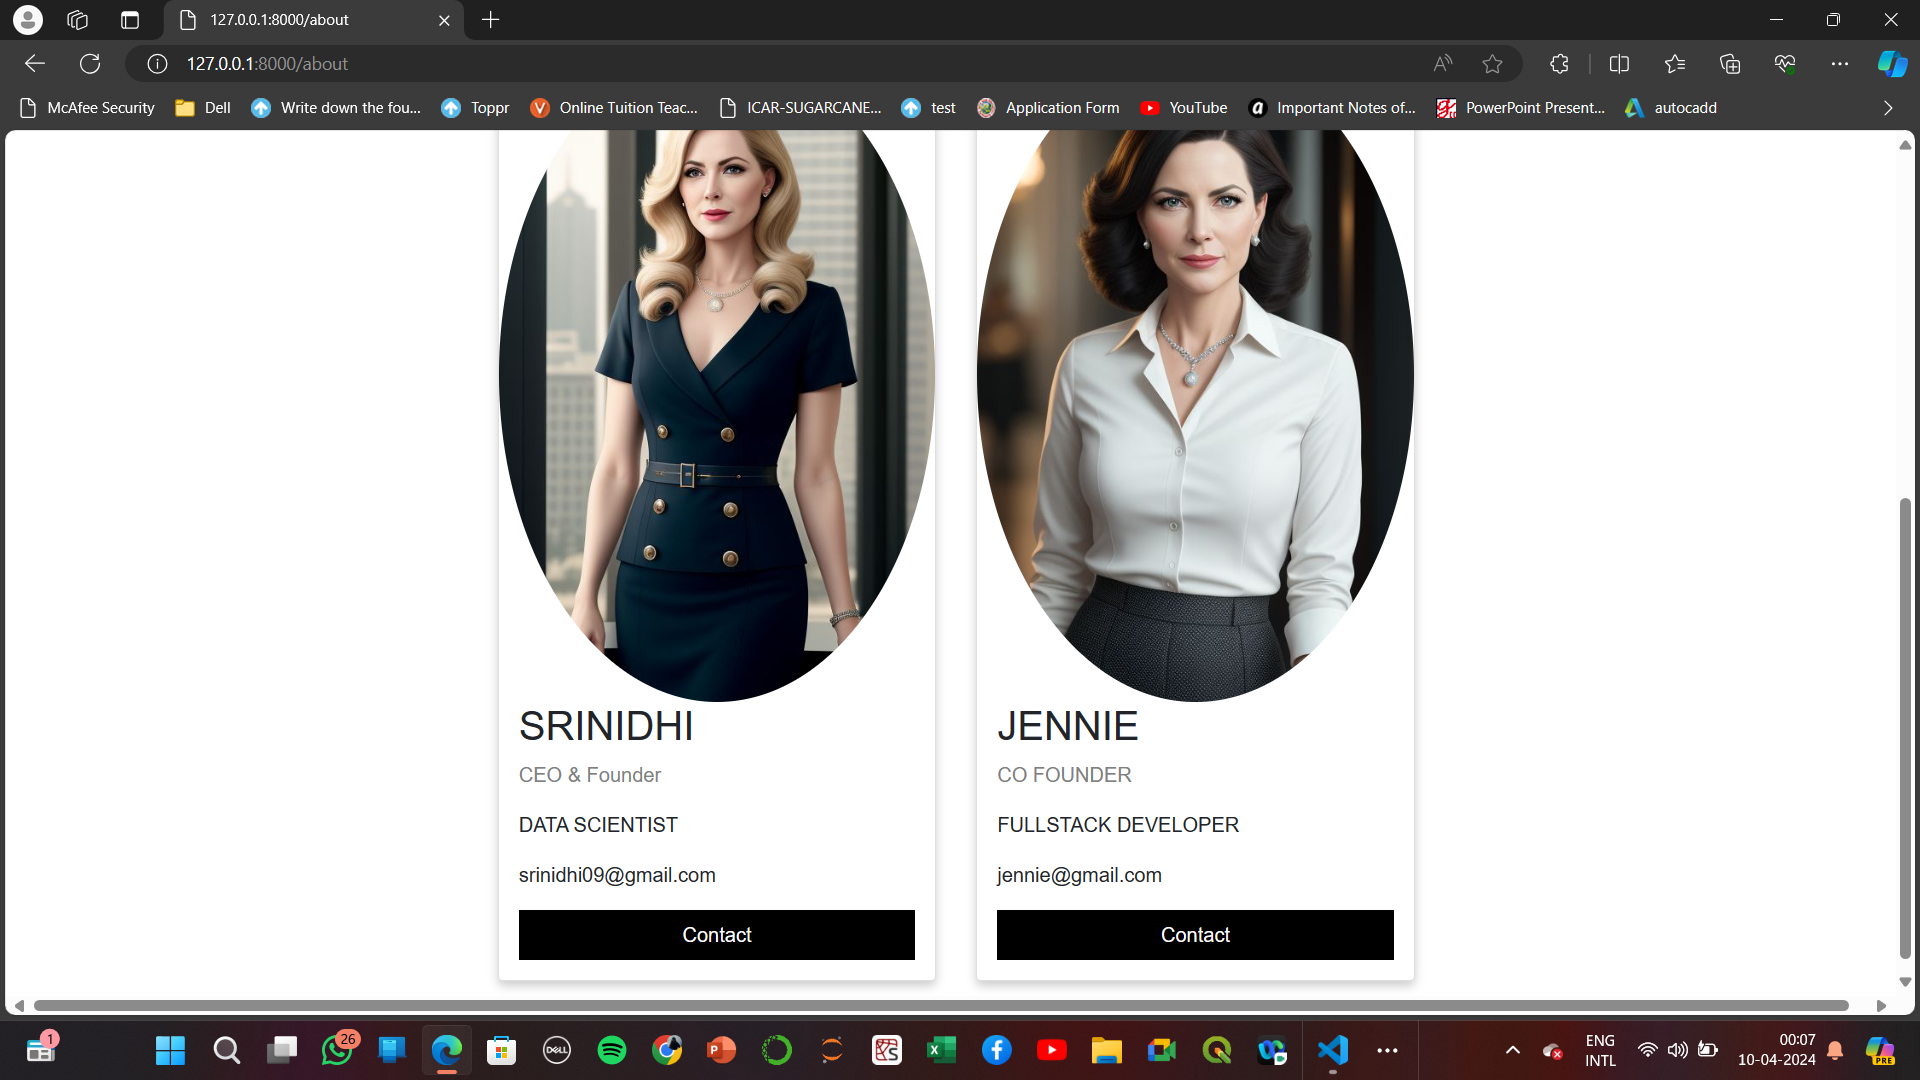 127.0.0.1:8000/about
127.0.0.1:8000/about
McAfee Security Dell Write down the fou... Toppr Online Tuition Teac... ICAR-SUGARCANE... test Application Form YouTube Important Notes of... PowerPoint Present... autocadd
SRINIDHI
CEO & Founder
DATA SCIENTIST
srinidhi09@gmail.com
Contact
JENNIE
CO FOUNDER
FULLSTACK DEVELOPER
jennie@gmail.com
Contact
1
26
DELL
ENG
INTL
00:07
10-04-2024
PRE